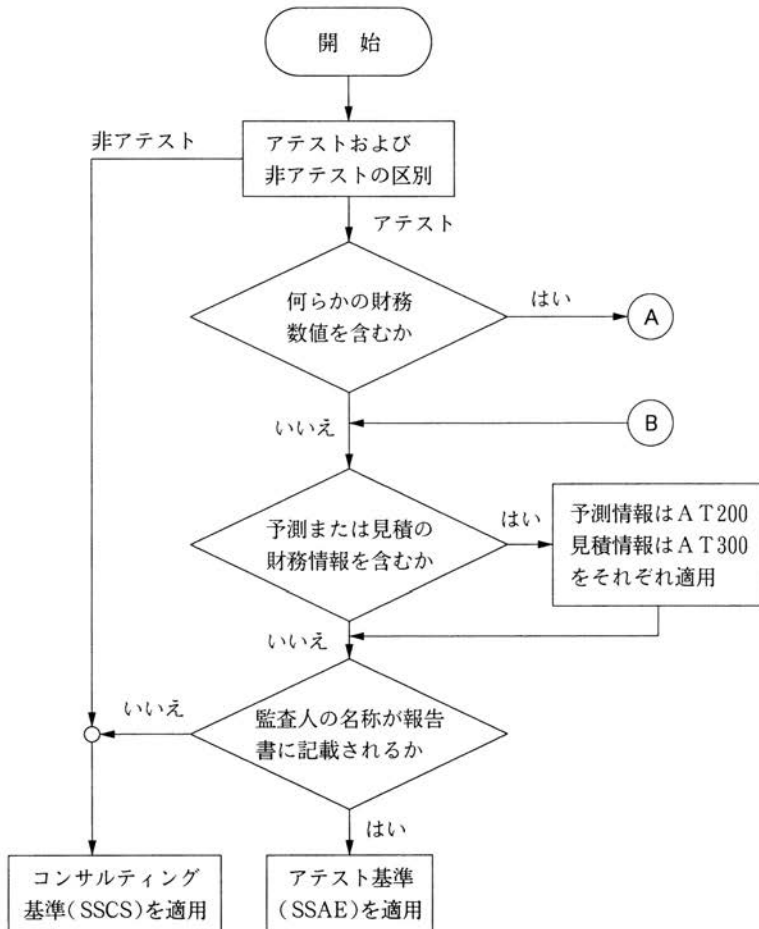 開 始
非アテスト
アテストおよび
非アテストの区別
アテスト
何らかの財務
数値を含むか
はい
A
いいえ
B
予測または見積の
財務情報を含むか
はい
予測情報はAT200
見積情報はAT300
をそれぞれ適用
いいえ
監査人の名称が報告
書に記載されるか
いいえ
はい
コンサルティング
基準(SSCS)を適用
アテスト基準
(SSAE)を適用